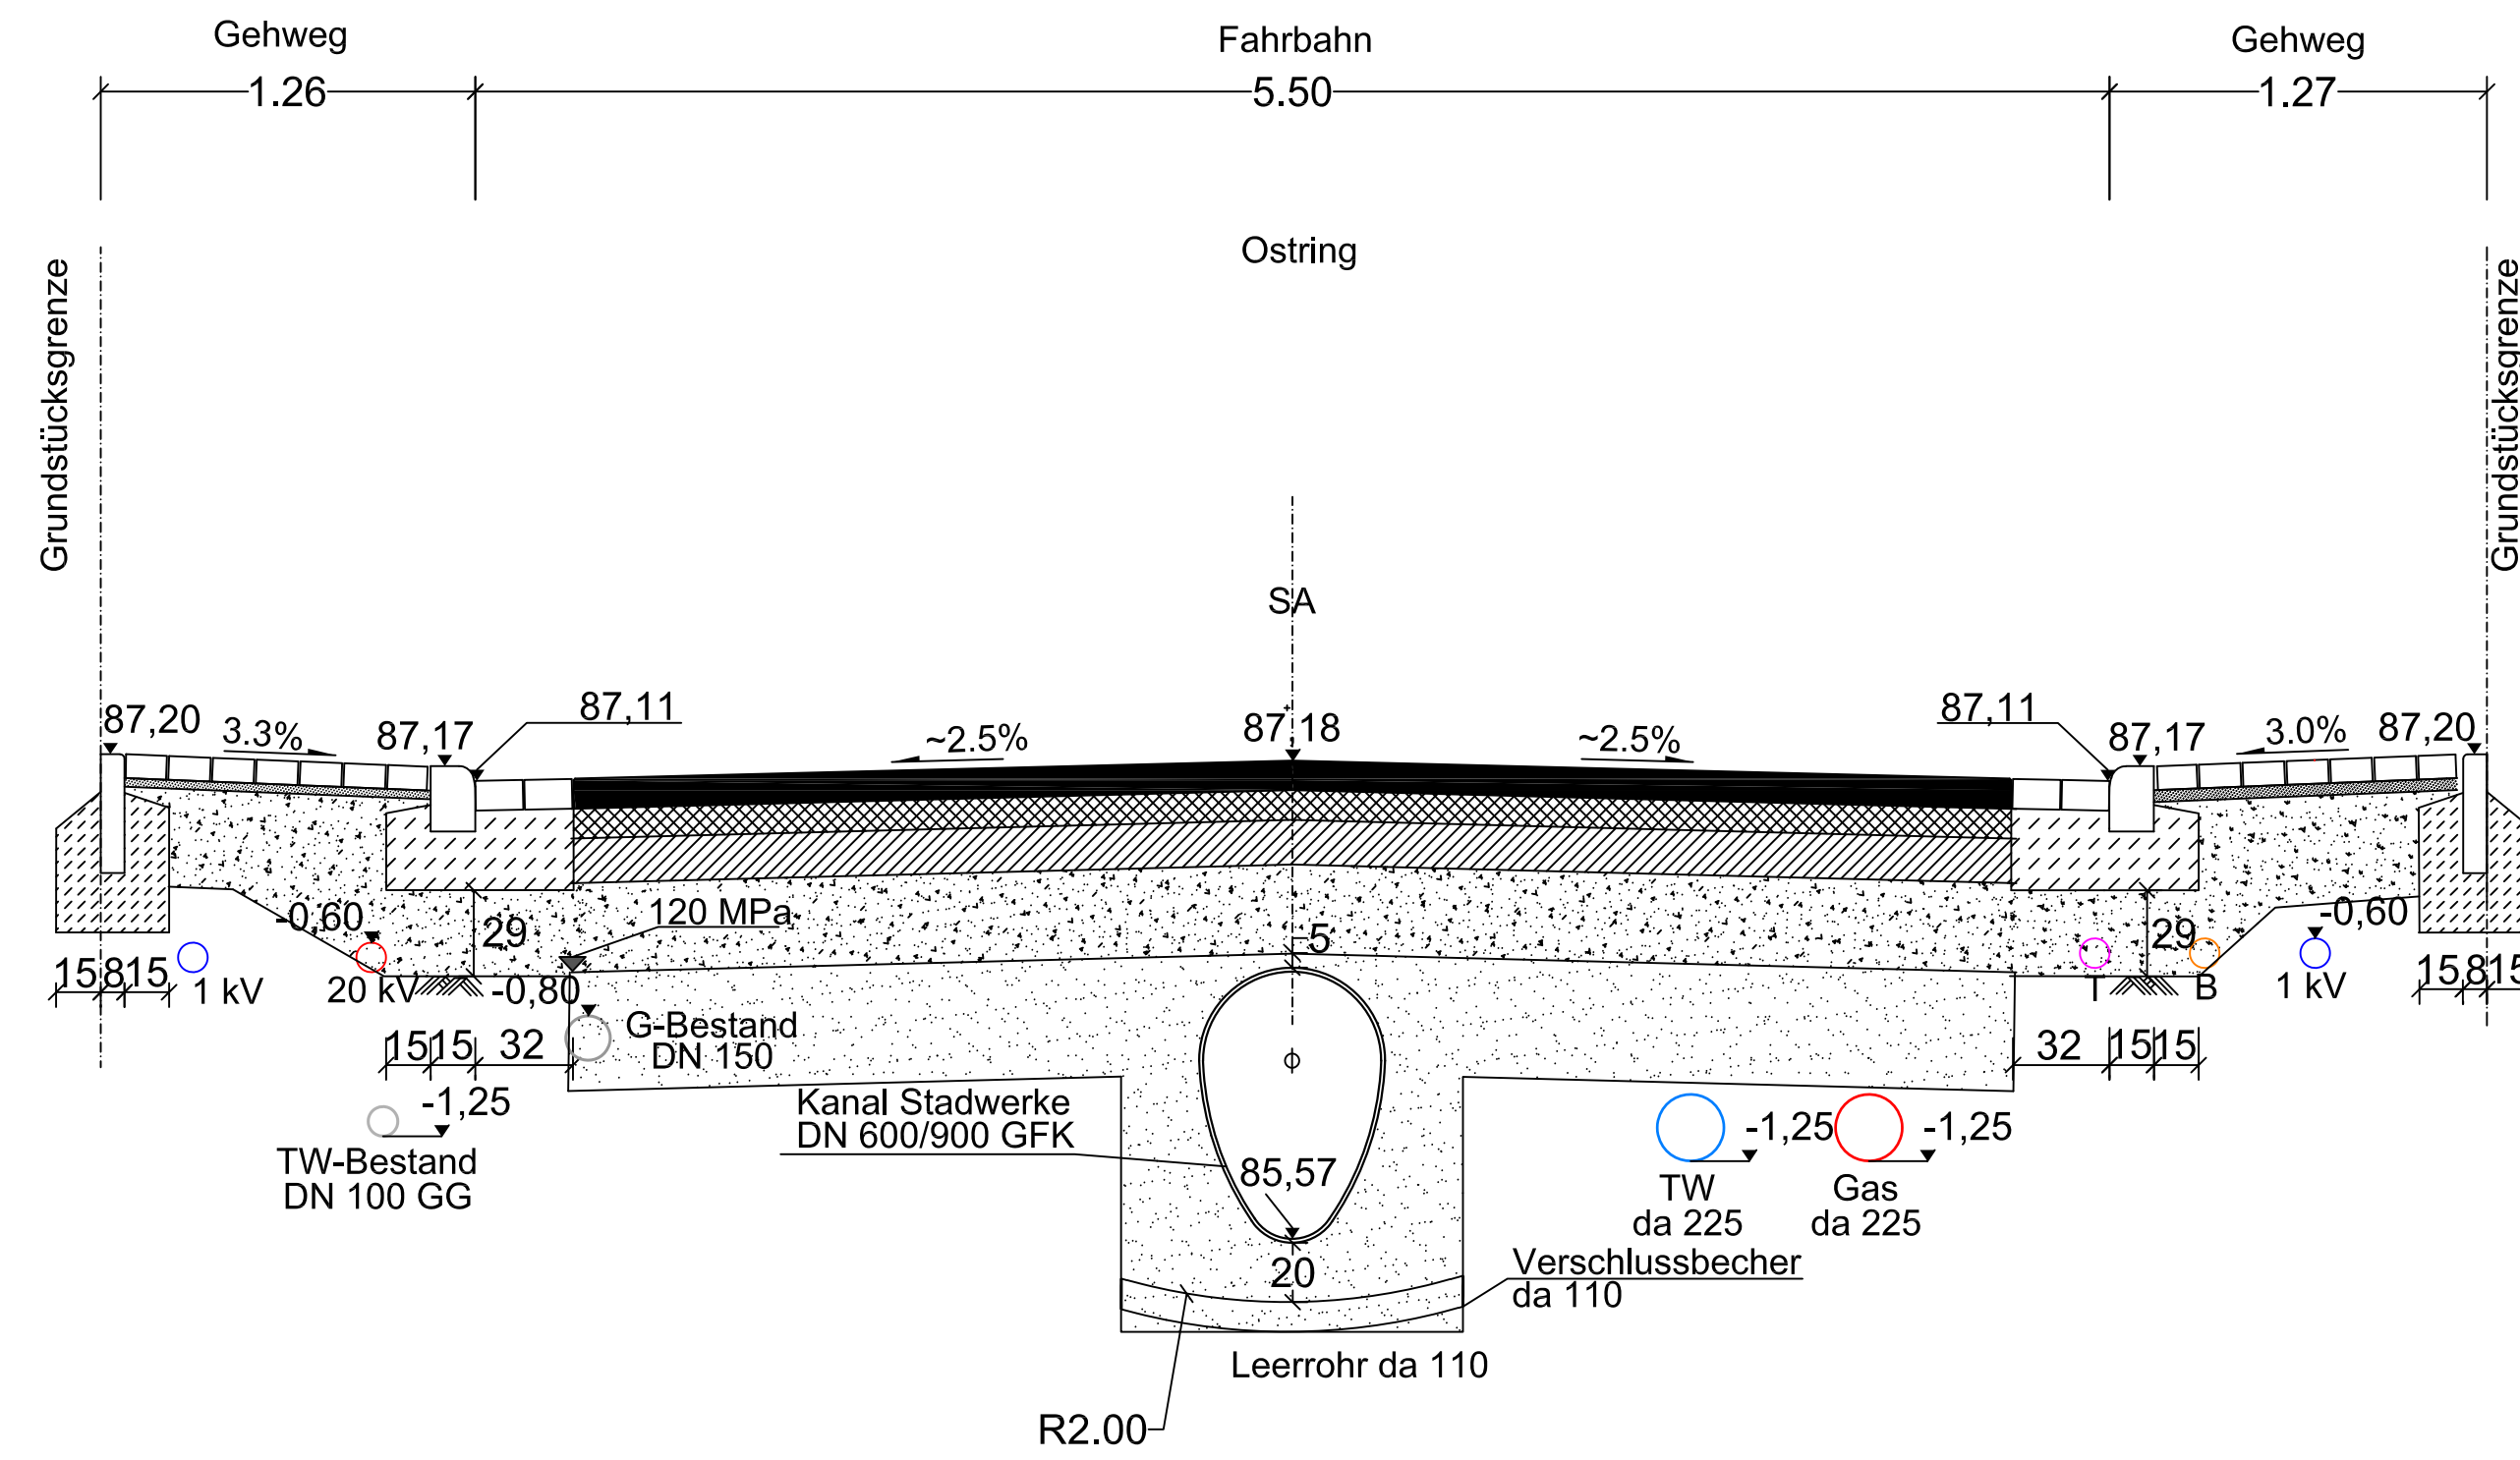 Gehweg
Fahrbahn
Gehweg
1.26
5.50
1.27
Ostring
Grundstücksgrenze
Grundstücksgrenze
SA
87,20
3.3%
87,17
87,11
~2.5%
87,18
~2.5%
87,11
87,17
3.0%
87,20
-0,60
29
120 MPa
5
29
-0,60
15 8 15
1 kV
20 kV
-0,80
T
B
1 kV
15 8 15
G-Bestand
DN 150
15 15 32
32 15 15
-1,25
TW-Bestand
DN 100 GG
Kanal Stadwerke
DN 600/900 GFK
85,57
-1,25
-1,25
TW
da 225
Gas
da 225
20
Verschlussbecher
da 110
Leerrohr da 110
R2.00